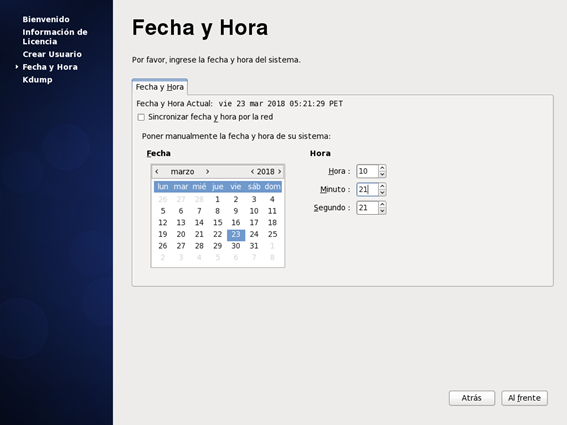 Bienvenido
Información de
Licencia
Crear Usuario
Fecha y Hora
Kdump
Fecha y Hora
Por favor, ingrese la fecha y hora del sistema.
Fecha y Hora
Fecha y Hora Actual: vie 23 mar 2018 05:21:29 PET
Sincronizar fecha y hora por la red
Poner manualmente la fecha y hora de su sistema:
Fecha
Hora
< marzo > < 2018 >
lun mar mié jue vie sáb dom
26 27 28 1 2 3 4
5 6 7 8 9 10 11
12 13 14 15 16 17 18
19 20 21 22 23 24 25
26 27 28 29 30 31 1
2 3 4 5 6 7 8
Hora : 10
Minuto : 21
Segundo : 21
Atrás
Al frente